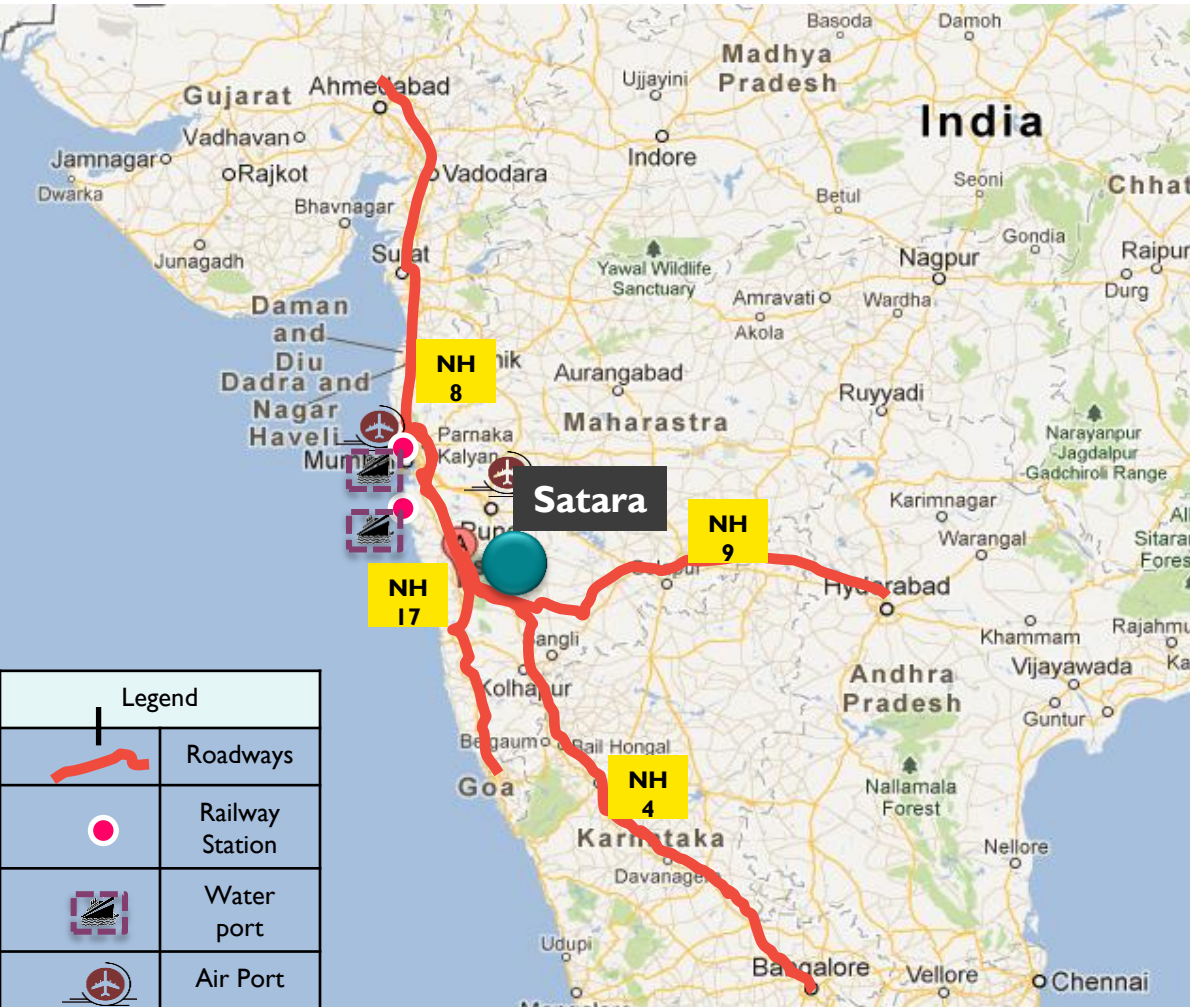 Basoda
Damoh
Madhya
Pradesh
Ujjayini
Gujarat
Ahmedabad
India
Vadhavan
Indore
Jamnagar
Rajkot
Vadodara
Dwarka
Seoni
Chhat
Betul
Bhavnagar
Gondia
Junagadh
Surat
Nagpur
Raipur
Yawal Wildlife
Sanctuary
Durg
Amravati
Wardha
Daman
and
Diu
Akola
NH
8
Dadra and
Nagar
Haveli
Aurangabad
Ruyyadi
Maharastra
Parnaka
Kalyan
Narayanpur
-Jagdalpur
-Gadchiroli Range
Satara
Karimnagar
NH
9
Warangal
A
NH
17
Hyderabad
Khammam
Sangli
Vijayawada
Andhra
Pradesh
Kolhapur
Guntur
Legend
Belgaum
Bail Hongal
Roadways
Goa
NH
4
Nallamala
Forest
Railway
Station
Karnataka
Nellore
Davanagere
Water
port
Udupi
Bangalore
Vellore
Chennai
Air Port